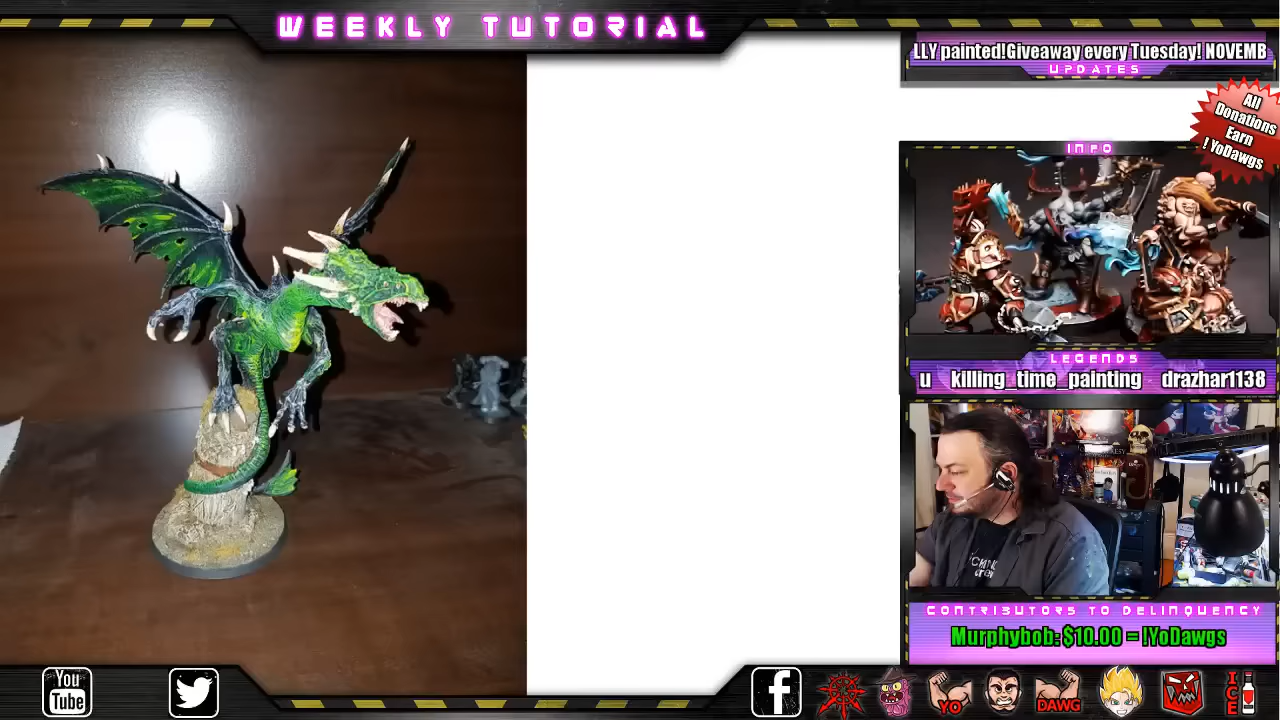 WEEKLY TUTORIAL
LLY painted!Giveaway every Tuesday! NOVEMB
UPDATES
All
Donations
Earn
!YoDawgs
INFO
LEGENDS
u killing_time_painting drazhar1138
CONTRIBUTORS TO DELINQUENCY
Murphybob: $10.00 = !YoDawgs
You
Tube
YO
DAWG
ICE